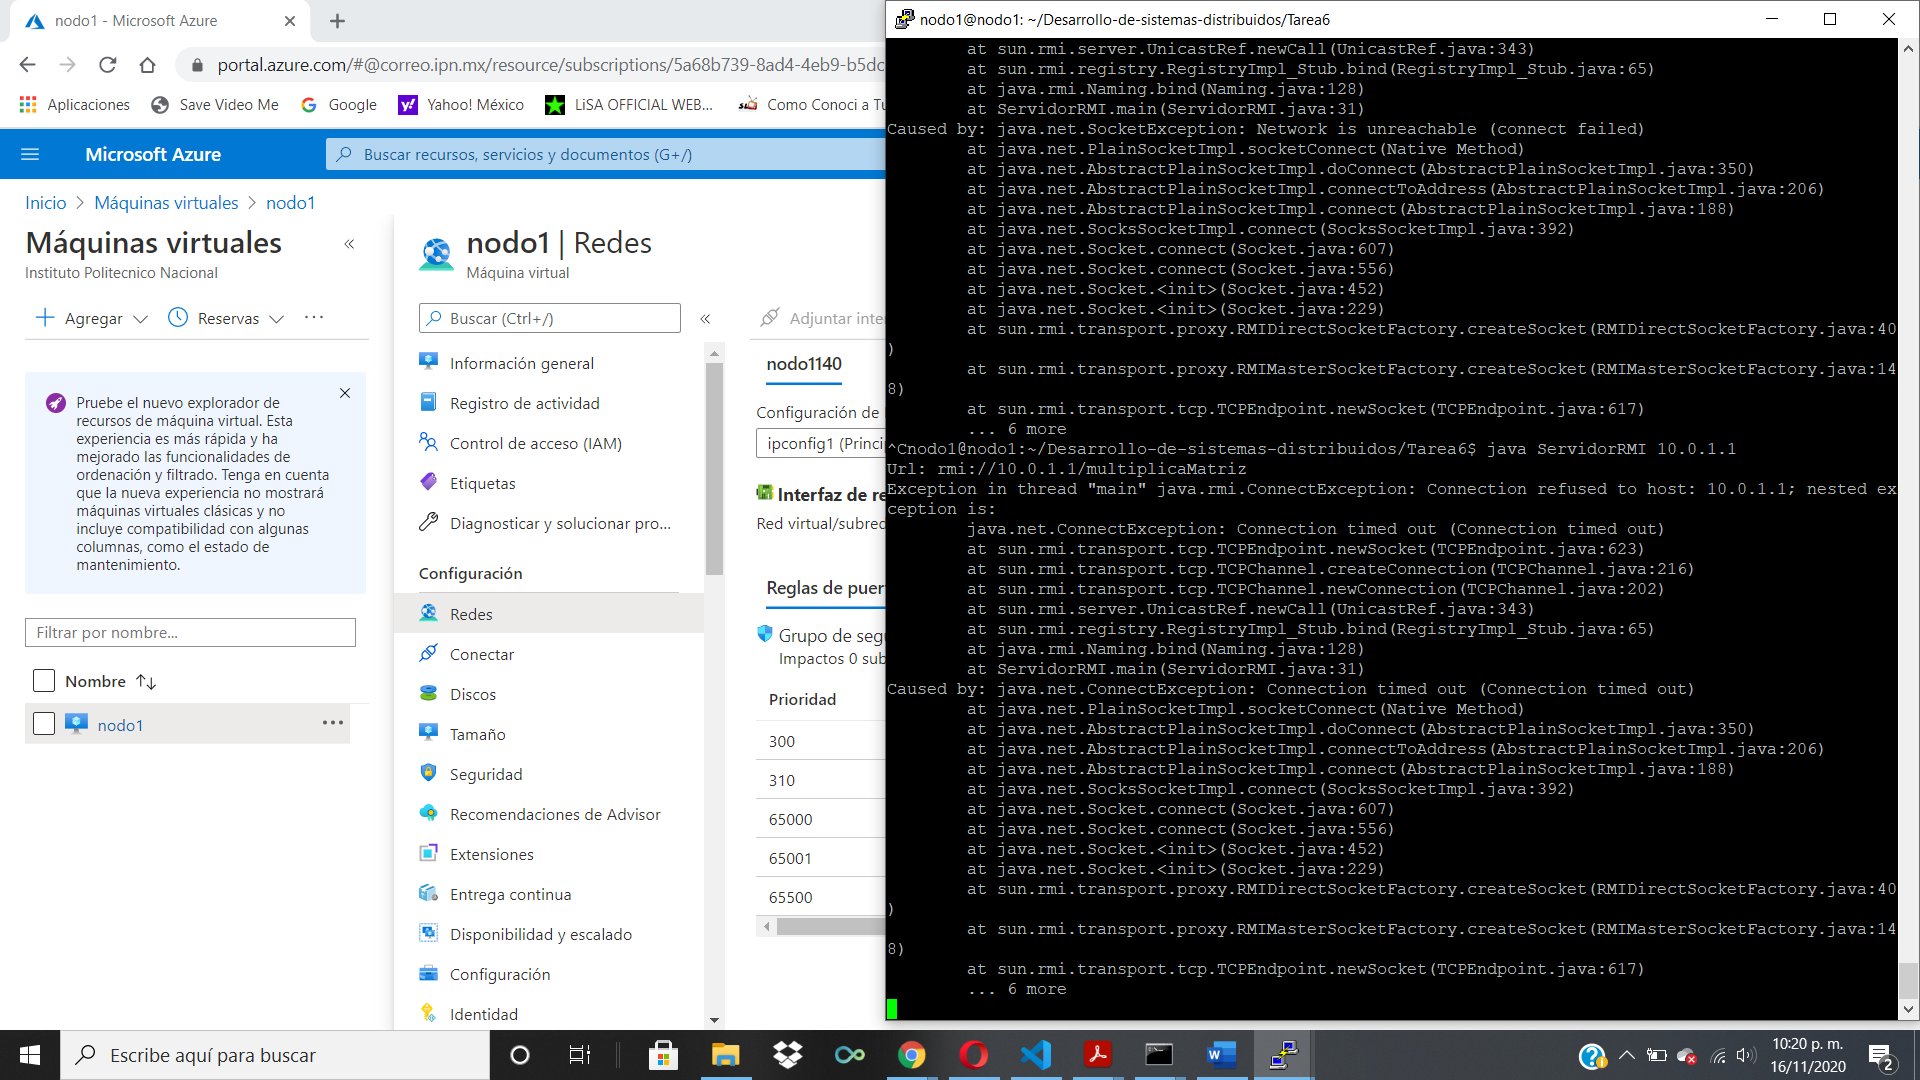 nodo1 - Microsoft Azure
portal.azure.com/#@correo.ipn.mx/resource/subscriptions/5a68b739-8ad4-4eb9-b5dc
Aplicaciones
Save Video Me
Google
Yahoo! México
LiSA OFFICIAL WEB...
Como Conoci a Tu
Microsoft Azure
Buscar recursos, servicios y documentos (G+/)
Inicio > Máquinas virtuales > nodo1
Máquinas virtuales
Instituto Politecnico Nacional
Agregar
Reservas
Pruebe el nuevo explorador de
recursos de máquina virtual. Esta
experiencia es más rápida y ha
mejorado las funcionalidades de
ordenación y filtrado. Tenga en cuenta
que la nueva experiencia no mostrará
máquinas virtuales clásicas y no
incluye compatibilidad con algunas
columnas, como el estado de
mantenimiento.
Filtrar por nombre...
Nombre
nodo1
nodo1 | Redes
Máquina virtual
Buscar (Ctrl+/)
Información general
Registro de actividad
Control de acceso (IAM)
Etiquetas
Diagnosticar y solucionar pro...
Configuración
Redes
Conectar
Discos
Tamaño
Seguridad
Recomendaciones de Advisor
Extensiones
Entrega continua
Disponibilidad y escalado
Configuración
Identidad
Adjuntar inte
nodo1140
Configuración de
ipconfig1 (Princip
Interfaz de re
Red virtual/subred
Reglas de puer
Grupo de segu
Impactos 0 sub
Prioridad
300
310
65000
65001
65500
nodo1@nodo1: ~/Desarrollo-de-sistemas-distribuidos/Tarea6
at sun.rmi.server.UnicastRef.newCall(UnicastRef.java:343)
at sun.rmi.registry.RegistryImpl_Stub.bind(RegistryImpl_Stub.java:65)
at java.rmi.Naming.bind(Naming.java:128)
at ServidorRMI.main(ServidorRMI.java:31)
Caused by: java.net.SocketException: Network is unreachable (connect failed)
at java.net.PlainSocketImpl.socketConnect(Native Method)
at java.net.AbstractPlainSocketImpl.doConnect(AbstractPlainSocketImpl.java:350)
at java.net.AbstractPlainSocketImpl.connectToAddress(AbstractPlainSocketImpl.java:206)
at java.net.AbstractPlainSocketImpl.connect(AbstractPlainSocketImpl.java:188)
at java.net.SocksSocketImpl.connect(SocksSocketImpl.java:392)
at java.net.Socket.connect(Socket.java:607)
at java.net.Socket.connect(Socket.java:556)
at java.net.Socket.<init>(Socket.java:452)
at java.net.Socket.<init>(Socket.java:229)
at sun.rmi.transport.proxy.RMIDirectSocketFactory.createSocket(RMIDirectSocketFactory.java:40
)
at sun.rmi.transport.proxy.RMIMasterSocketFactory.createSocket(RMIMasterSocketFactory.java:14
8)
at sun.rmi.transport.tcp.TCPEndpoint.newSocket(TCPEndpoint.java:617)
... 6 more
^Cnodo1@nodo1:~/Desarrollo-de-sistemas-distribuidos/Tarea6$ java ServidorRMI 10.0.1.1
Url: rmi://10.0.1.1/multiplicaMatriz
Exception in thread "main" java.rmi.ConnectException: Connection refused to host: 10.0.1.1; nested ex
ception is:
java.net.ConnectException: Connection timed out (Connection timed out)
at sun.rmi.transport.tcp.TCPEndpoint.newSocket(TCPEndpoint.java:623)
at sun.rmi.transport.tcp.TCPChannel.createConnection(TCPChannel.java:216)
at sun.rmi.transport.tcp.TCPChannel.newConnection(TCPChannel.java:202)
at sun.rmi.server.UnicastRef.newCall(UnicastRef.java:343)
at sun.rmi.registry.RegistryImpl_Stub.bind(RegistryImpl_Stub.java:65)
at java.rmi.Naming.bind(Naming.java:128)
at ServidorRMI.main(ServidorRMI.java:31)
Caused by: java.net.ConnectException: Connection timed out (Connection timed out)
at java.net.PlainSocketImpl.socketConnect(Native Method)
at java.net.AbstractPlainSocketImpl.doConnect(AbstractPlainSocketImpl.java:350)
at java.net.AbstractPlainSocketImpl.connectToAddress(AbstractPlainSocketImpl.java:206)
at java.net.AbstractPlainSocketImpl.connect(AbstractPlainSocketImpl.java:188)
at java.net.SocksSocketImpl.connect(SocksSocketImpl.java:392)
at java.net.Socket.connect(Socket.java:607)
at java.net.Socket.connect(Socket.java:556)
at java.net.Socket.<init>(Socket.java:452)
at java.net.Socket.<init>(Socket.java:229)
at sun.rmi.transport.proxy.RMIDirectSocketFactory.createSocket(RMIDirectSocketFactory.java:40
)
at sun.rmi.transport.proxy.RMIMasterSocketFactory.createSocket(RMIMasterSocketFactory.java:14
8)
at sun.rmi.transport.tcp.TCPEndpoint.newSocket(TCPEndpoint.java:617)
... 6 more
Escribe aquí para buscar
10:20 p. m.
16/11/2020
2